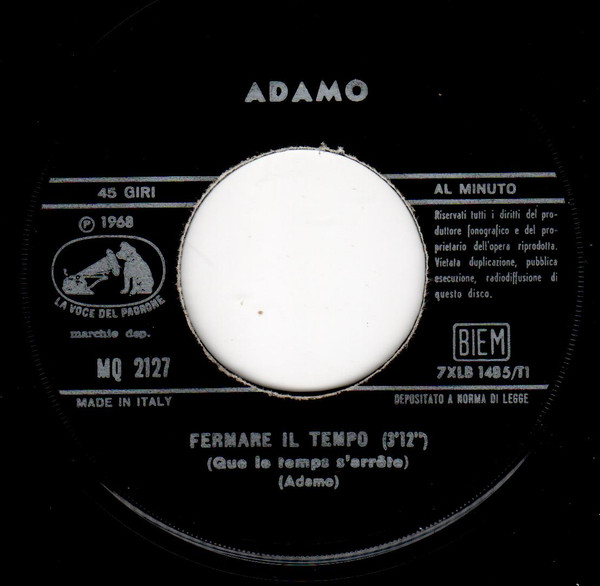 ADAMO
45 GIRI
AL MINUTO
Ⓟ 1968
Riservati tutti i diritti del pro-
duttore fonografico e del pro-
prietario dell'opera riprodotta.
Vietata duplicazione, pubblica
esecuzione, radiodiffusione di
questo disco.
LA VOCE DEL PADRONE
marchio dep.
MQ 2127
BIEM
7XLB 1485/T1
MADE IN ITALY
DEPOSITATO A NORMA DI LEGGE
FERMARE IL TEMPO (3'12'')
(Que le temps s'arrête)
(Adamo)